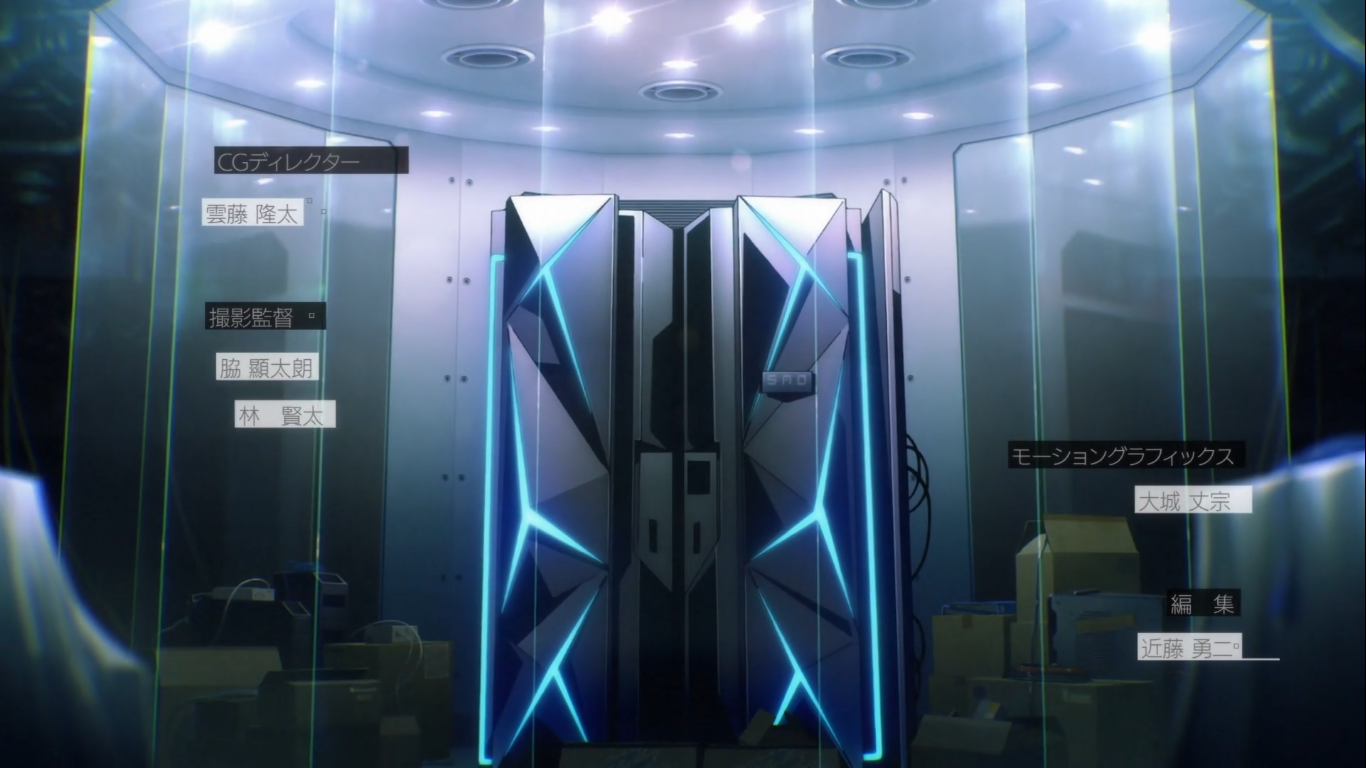 CGディレクター
雲藤 隆太
撮影監督
脇 顯太朗
林　賢太
SAO
モーショングラフィックス
大城 丈宗
編　集
近藤 勇二